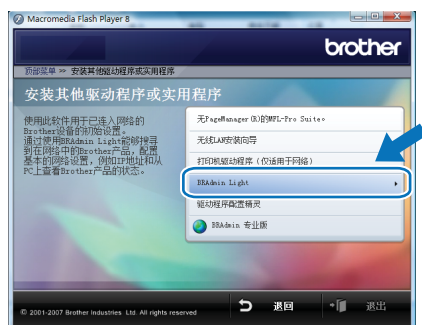 Macromedia Flash Player 8
brother
顶部菜单 >> 安装其他驱动程序或实用程序
安装其他驱动程序或实用程序
使用此软件用于已连入网络的
Brother设备的初始设置。
通过使用BRAdmin Light能够搜寻
到在网络中的Brother产品，配置
基本的网络设置，例如IP地址和从
PC上查看Brother产品的状态。
无PageManager(R)的MFL-Pro Suite。
无线LAN安装向导
打印机驱动程序（仅适用于网络）
BRAdmin Light
驱动程序配置精灵
BRAdmin 专业版
© 2001-2007 Brother Industries Ltd. All rights reserved
退回
退出